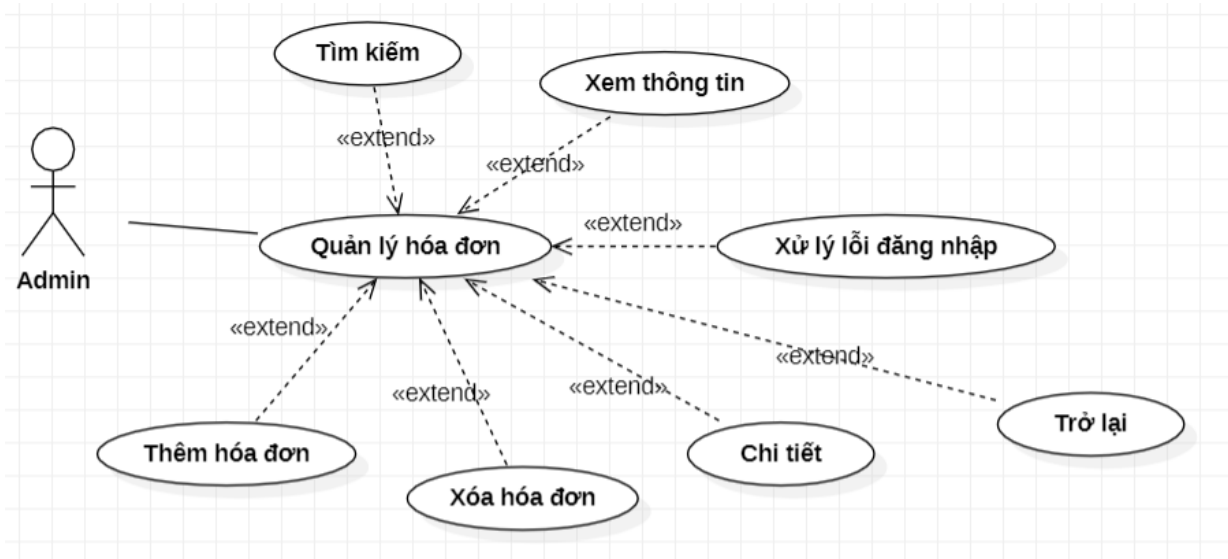 Tìm kiếm
Xem thông tin
«extend»
«extend»
«extend»
Quản lý hóa đơn
Xử lý lỗi đăng nhập
Admin
«extend»
«extend»
«extend»
«extend»
Trở lại
Thêm hóa đơn
Chi tiết
Xóa hóa đơn